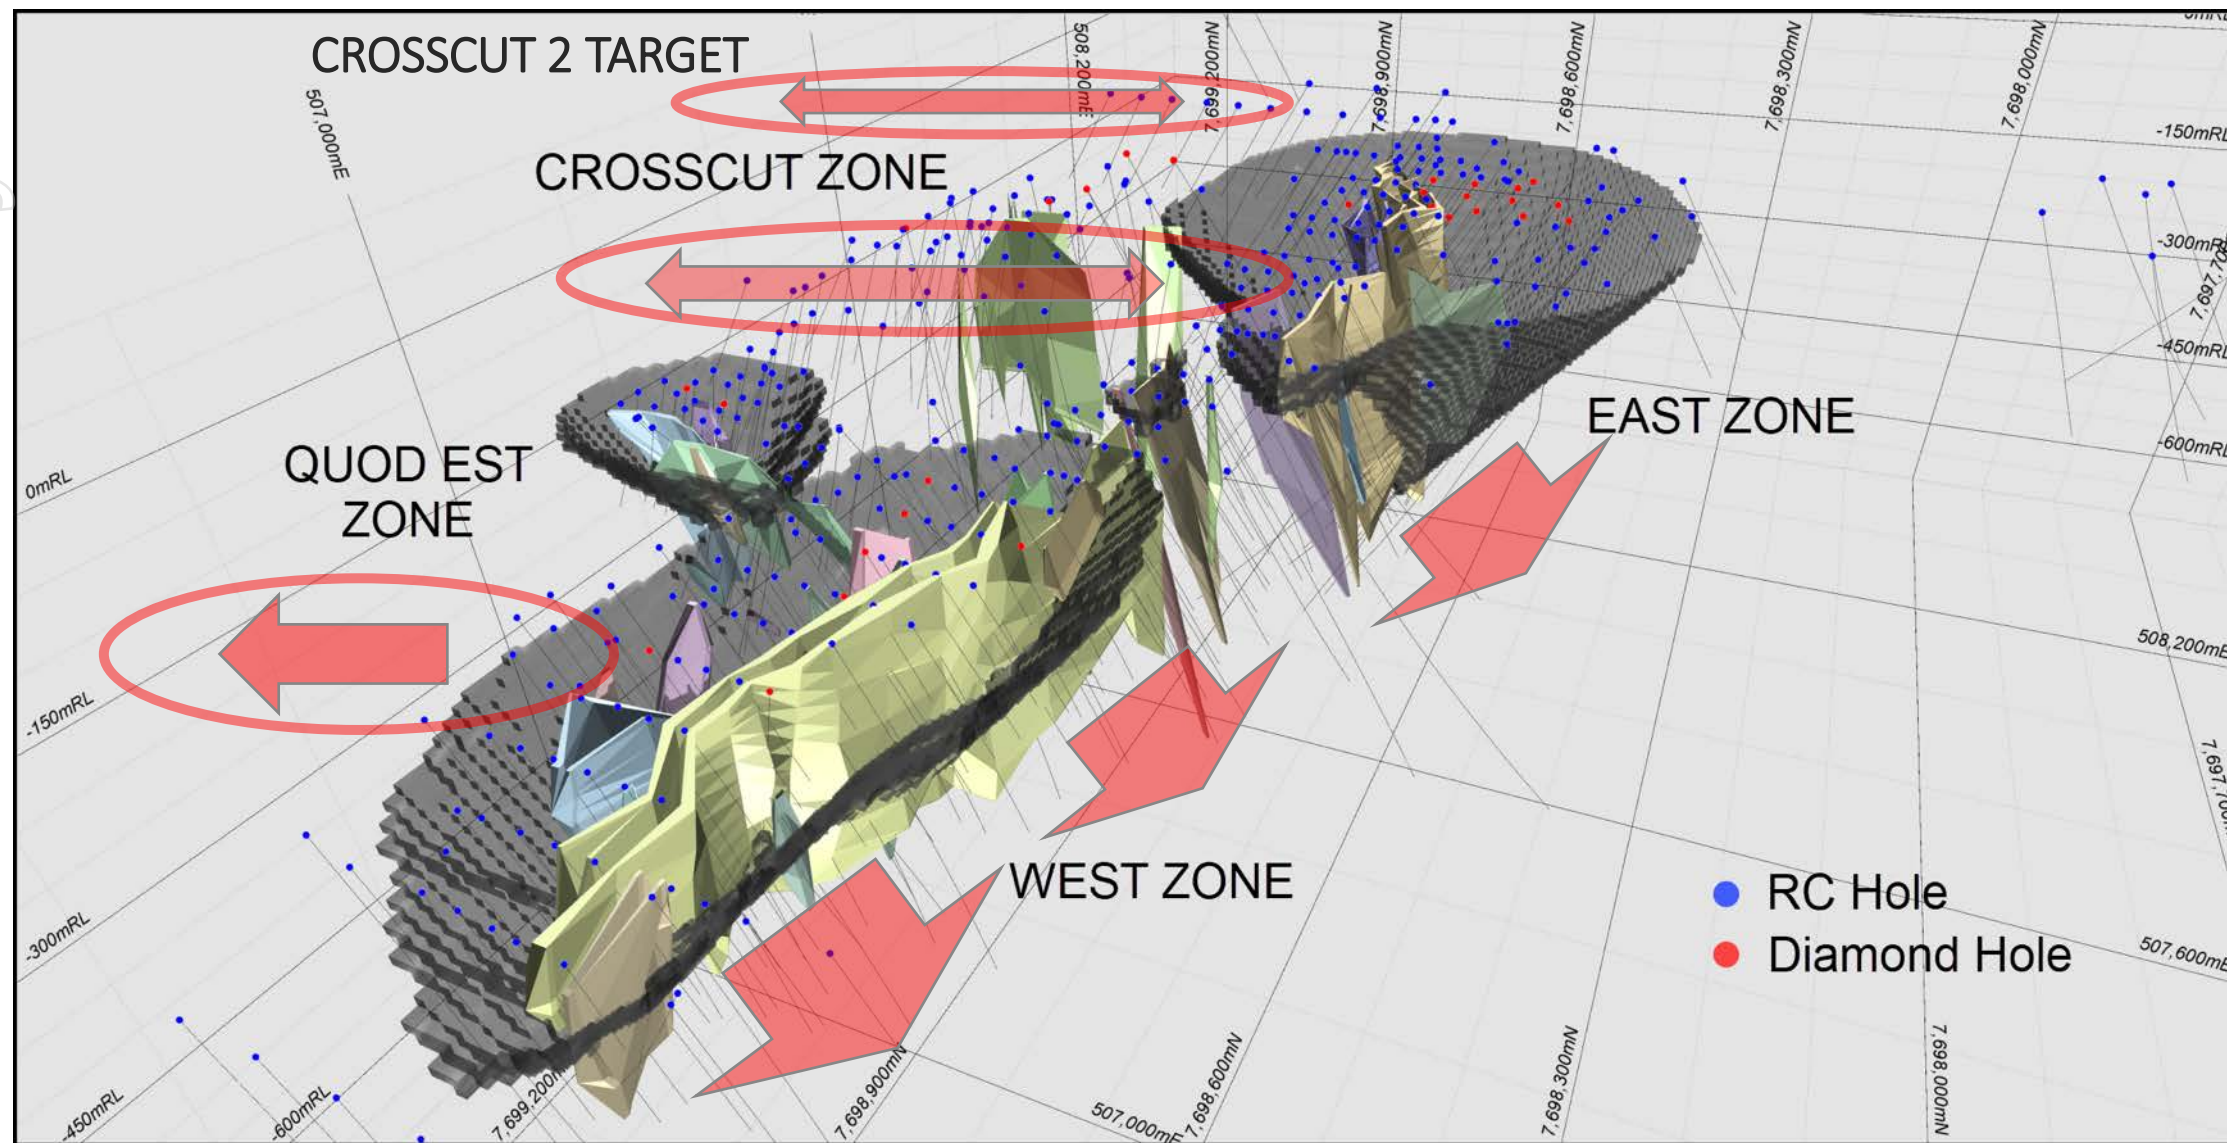 CROSSCUT 2 TARGET
CROSSCUT ZONE
QUOD EST
ZONE
EAST ZONE
WEST ZONE
RC Hole
Diamond Hole
507,000mE
508,200mE
7,699,200mN
7,698,900mN
7,698,600mN
7,698,300mN
7,698,000mN
-150mRL
-300mRL
-450mRL
-600mRL
508,200mE
507,600mE
0mRL
-150mRL
-300mRL
-450mRL
-600mRL
7,699,200m
7,698,900mN
507,000mE
7,698,600mN
7,698,300mN
7,698,000mN